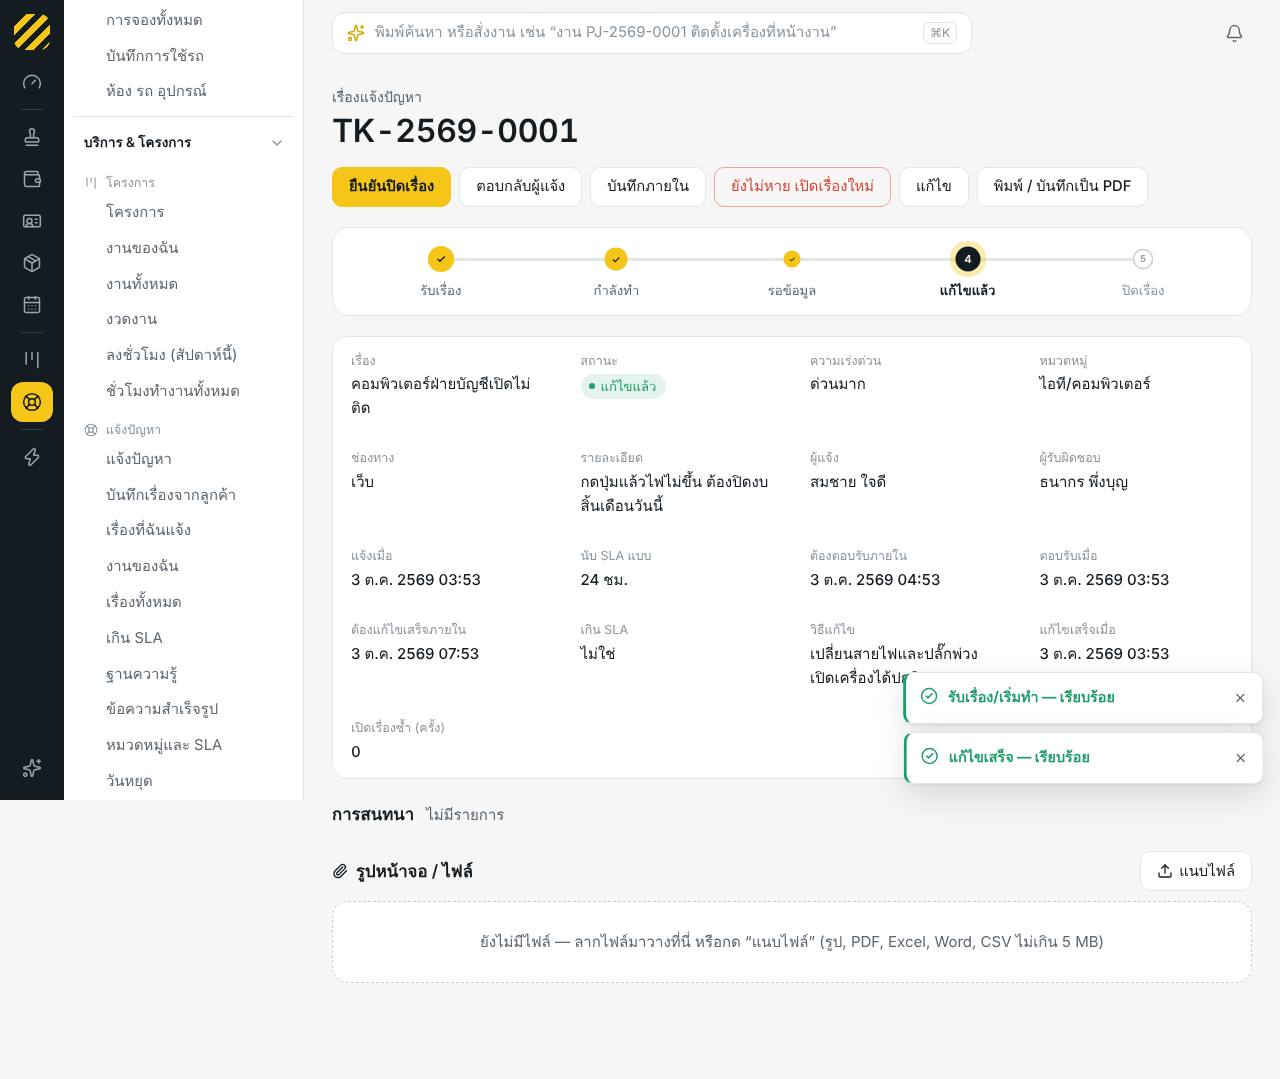 การจองทั้งหมด
บันทึกการใช้รถ
ห้อง รถ อุปกรณ์
บริการ & โครงการ
โครงการ
โครงการ
งานของฉัน
งานทั้งหมด
งวดงาน
ลงชั่วโมง (สัปดาห์นี้)
ชั่วโมงทำงานทั้งหมด
แจ้งปัญหา
แจ้งปัญหา
บันทึกเรื่องจากลูกค้า
เรื่องที่ฉันแจ้ง
งานของฉัน
เรื่องทั้งหมด
เกิน SLA
ฐานความรู้
ข้อความสำเร็จรูป
หมวดหมู่และ SLA
วันหยุด
พิมพ์ค้นหา หรือสั่งงาน เช่น “งาน PJ-2569-0001 ติดตั้งเครื่องที่หน้างาน” ⌘K
เรื่องแจ้งปัญหา
TK-2569-0001
ยืนยันปิดเรื่อง ตอบกลับผู้แจ้ง บันทึกภายใน ยังไม่หาย เปิดเรื่องใหม่ แก้ไข พิมพ์ / บันทึกเป็น PDF
4 5
รับเรื่อง กำลังทำ รอข้อมูล แก้ไขแล้ว ปิดเรื่อง
เรื่อง สถานะ ความเร่งด่วน หมวดหมู่
คอมพิวเตอร์ฝ่ายบัญชีเปิดไม่ แก้ไขแล้ว ด่วนมาก ไอที/คอมพิวเตอร์
ติด
ช่องทาง รายละเอียด ผู้แจ้ง ผู้รับผิดชอบ
เว็บ กดปุ่มแล้วไฟไม่ขึ้น ต้องปิดงบ สมชาย ใจดี ธนากร พึ่งบุญ
สิ้นเดือนวันนี้
แจ้งเมื่อ นับ SLA แบบ ต้องตอบรับภายใน ตอบรับเมื่อ
3 ต.ค. 2569 03:53 24 ชม. 3 ต.ค. 2569 04:53 3 ต.ค. 2569 03:53
ต้องแก้ไขเสร็จภายใน เกิน SLA วิธีแก้ไข แก้ไขเสร็จเมื่อ
3 ต.ค. 2569 07:53 ไม่ใช่ เปลี่ยนสายไฟและปลั๊กพ่วง 3 ต.ค. 2569 03:53
เปิดเครื่องได้
รับเรื่อง/เริ่มทำ — เรียบร้อย
เปิดเรื่องซ้ำ (ครั้ง)
0
แก้ไขเสร็จ — เรียบร้อย
การสนทนา ไม่มีรายการ
รูปหน้าจอ / ไฟล์ แนบไฟล์
ยังไม่มีไฟล์ — ลากไฟล์มาวางที่นี่ หรือกด “แนบไฟล์” (รูป, PDF, Excel, Word, CSV ไม่เกิน 5 MB)